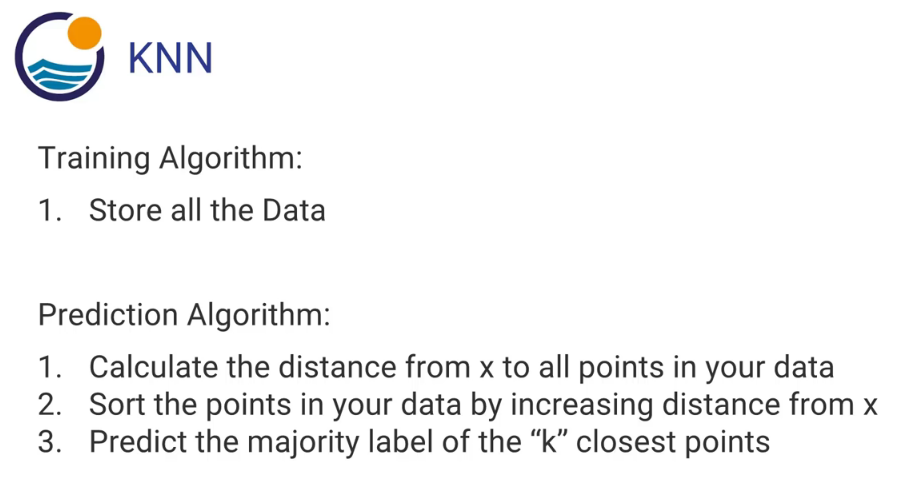 KNN
Training Algorithm:
1. Store all the Data
Prediction Algorithm:
1. Calculate the distance from x to all points in your data
2. Sort the points in your data by increasing distance from x
3. Predict the majority label of the “k” closest points